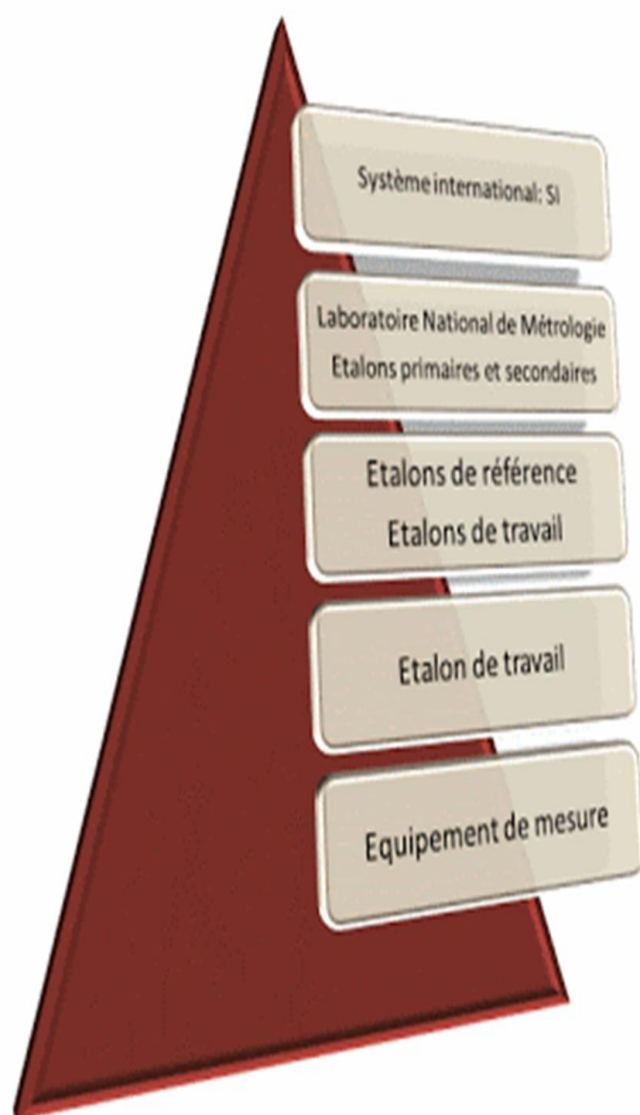 Système international: SI
Laboratoire National de Métrologie
Etalons primaires et secondaires
Etalons de référence
Etalons de travail
Etalon de travail
Equipement de mesure